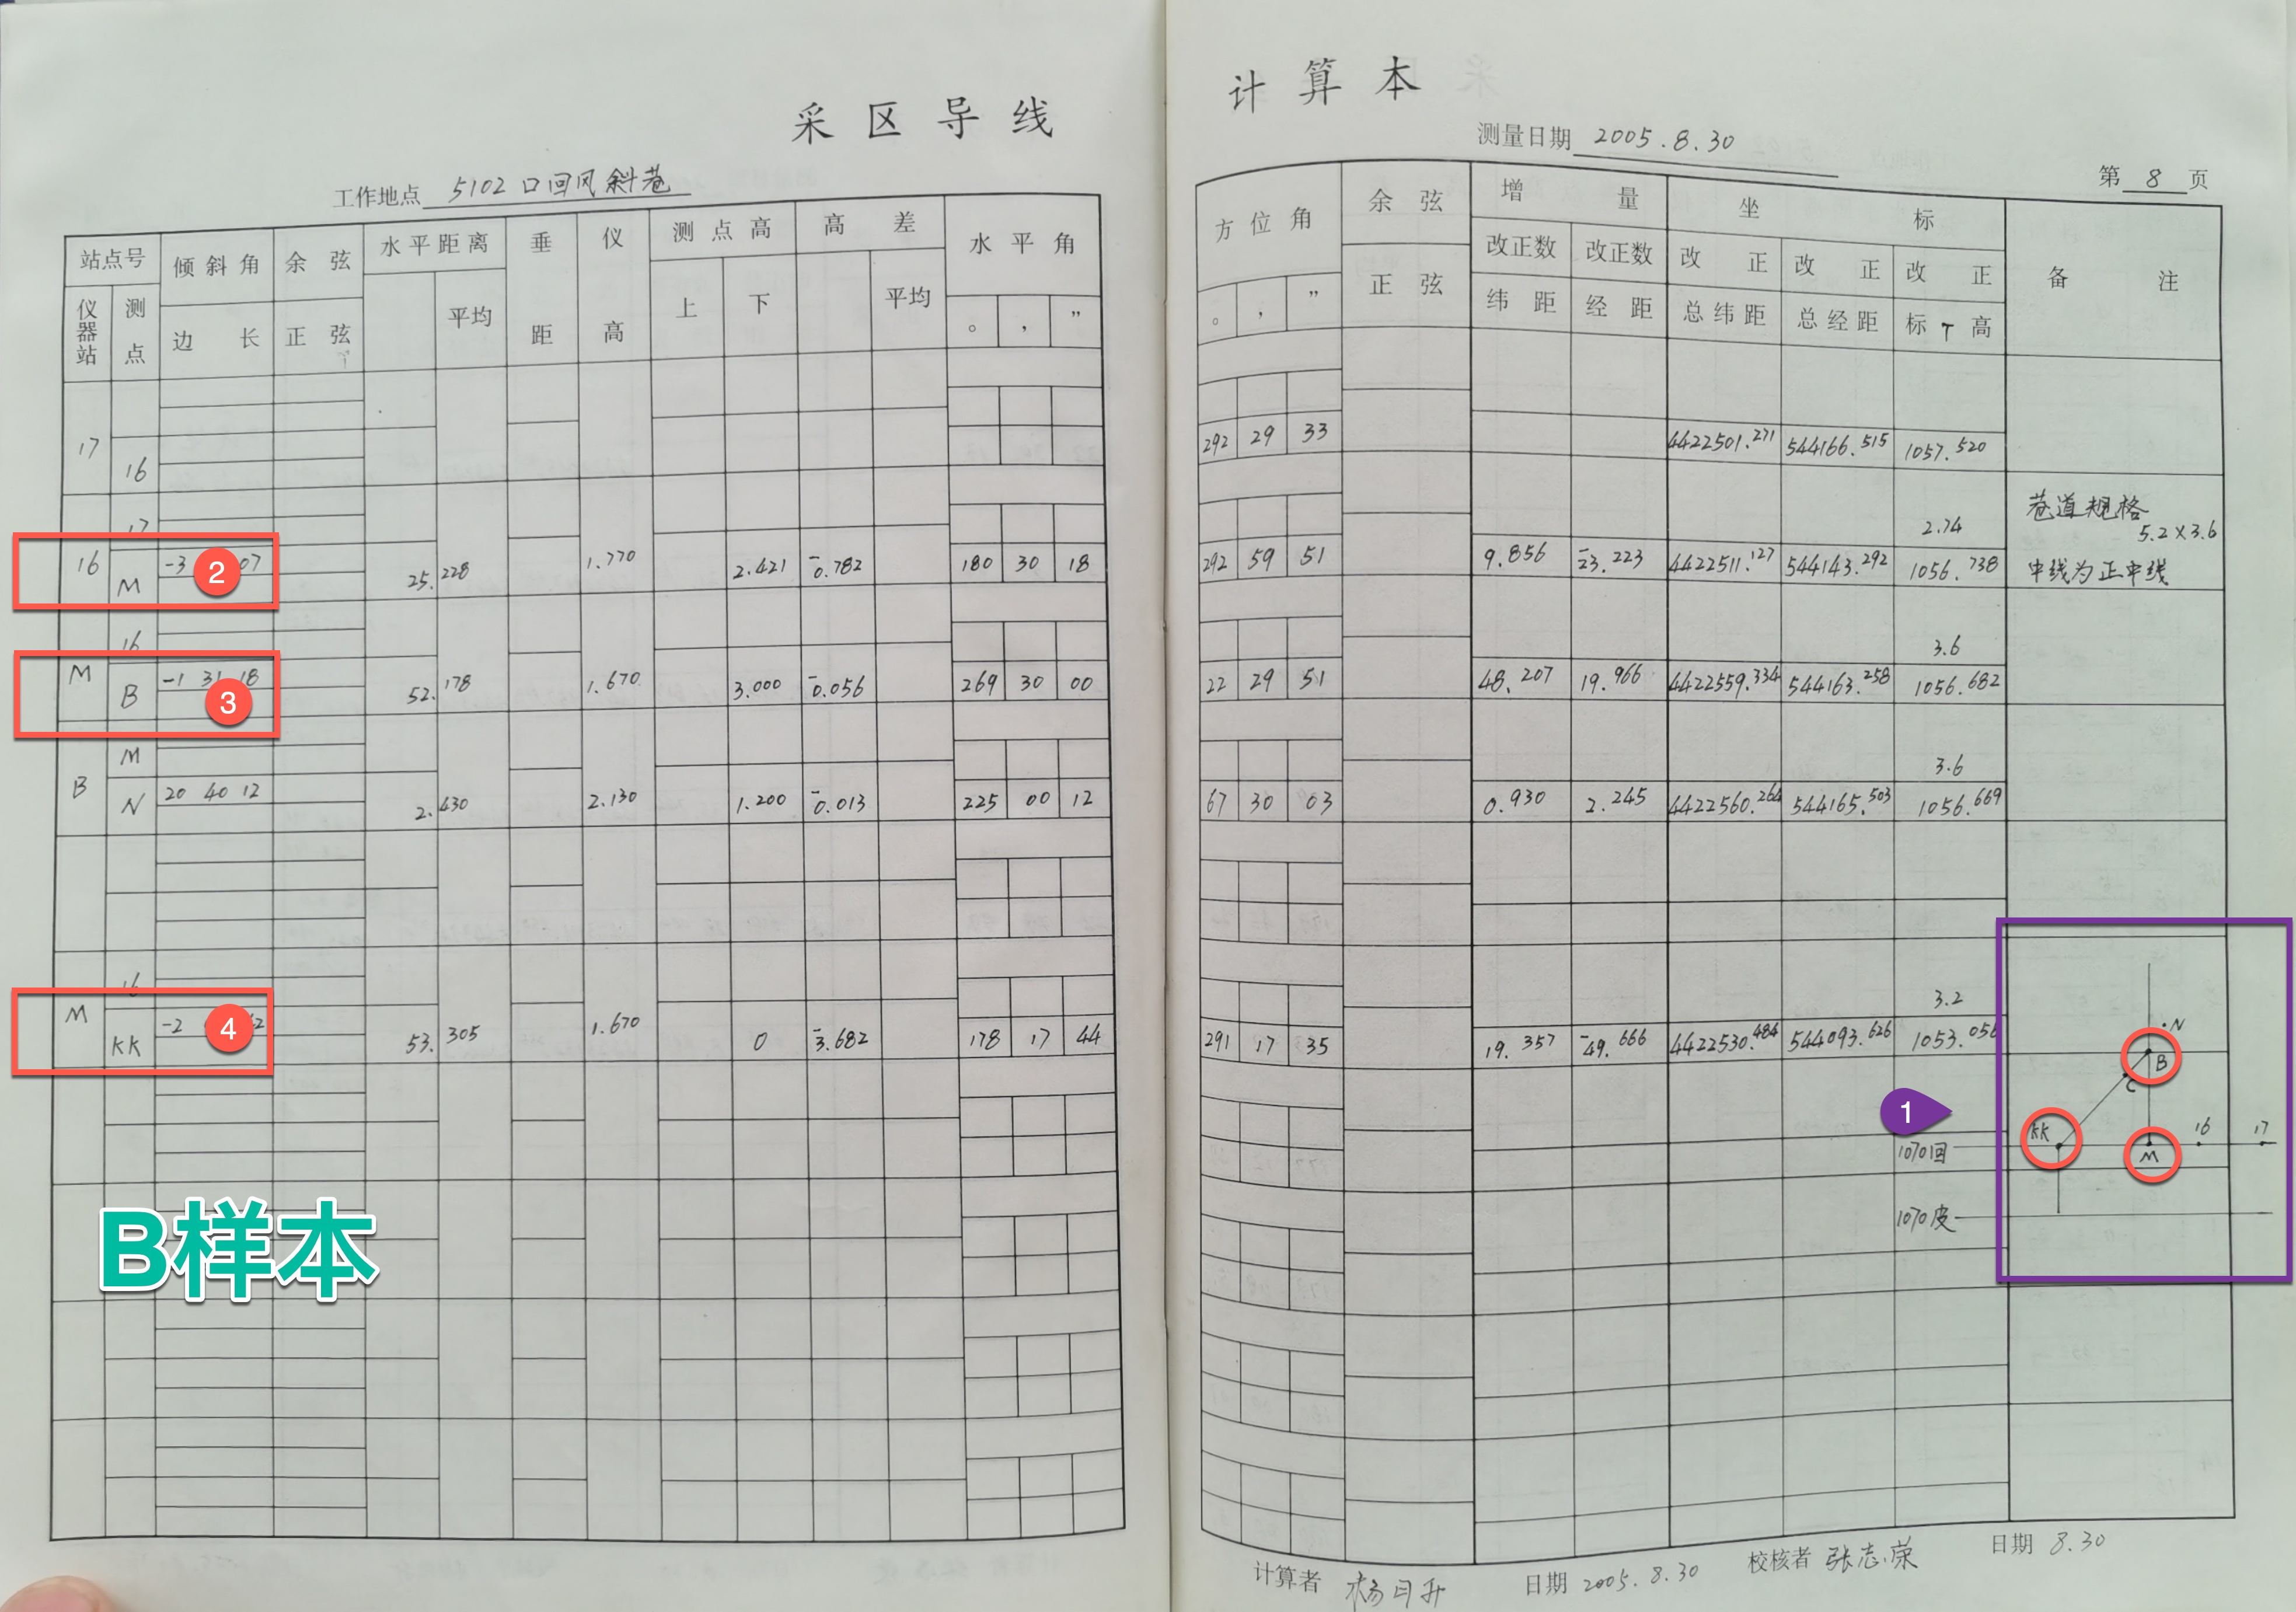 采区导线
计算本
工作地点 5102口回风斜巷
测量日期 2005.8.30
第 8 页
站点号 倾斜角 余弦 水平距离 垂距 仪高 测点高 高差 水平角
仪器站 测点 边长 正弦 平均 上 下 平均 ° ′ ″
方位角 余弦 增量 坐标 备注
° ′ ″ 正弦 改正数 改正数 改正 改正 改正
纬距 经距 总纬距 总经距 标下高
17 16 292 29 33 4422501.271 544166.515 1057.520
17 2.74 巷道规格
5.2×3.6
16 M -3 07 25.228 1.770 2.421 -0.782 180 30 18 292 59 51 9.856 -23.223 4422511.127 544143.292 1056.738 中线为正中线
2
16 3.6
M B -1 31 18 52.178 1.670 3.000 -0.056 269 30 00 22 29 51 48.207 19.966 4422559.334 544163.258 1056.682
3
M 3.6
B N 20 40 12 2.430 2.130 1.200 -0.013 225 00 12 67 30 03 0.930 2.245 4422560.264 544165.503 1056.669
16 3.2
M KK -2 53.305 1.670 0 -3.682 178 17 44 291 17 35 19.357 -49.666 4422530.484 544093.626 1053.056
4
N
B
C
1
KK M 16 17
1070回
1070皮
B样本
计算者 杨月升 日期 2005.8.30 校核者 张志荣 日期 8.30